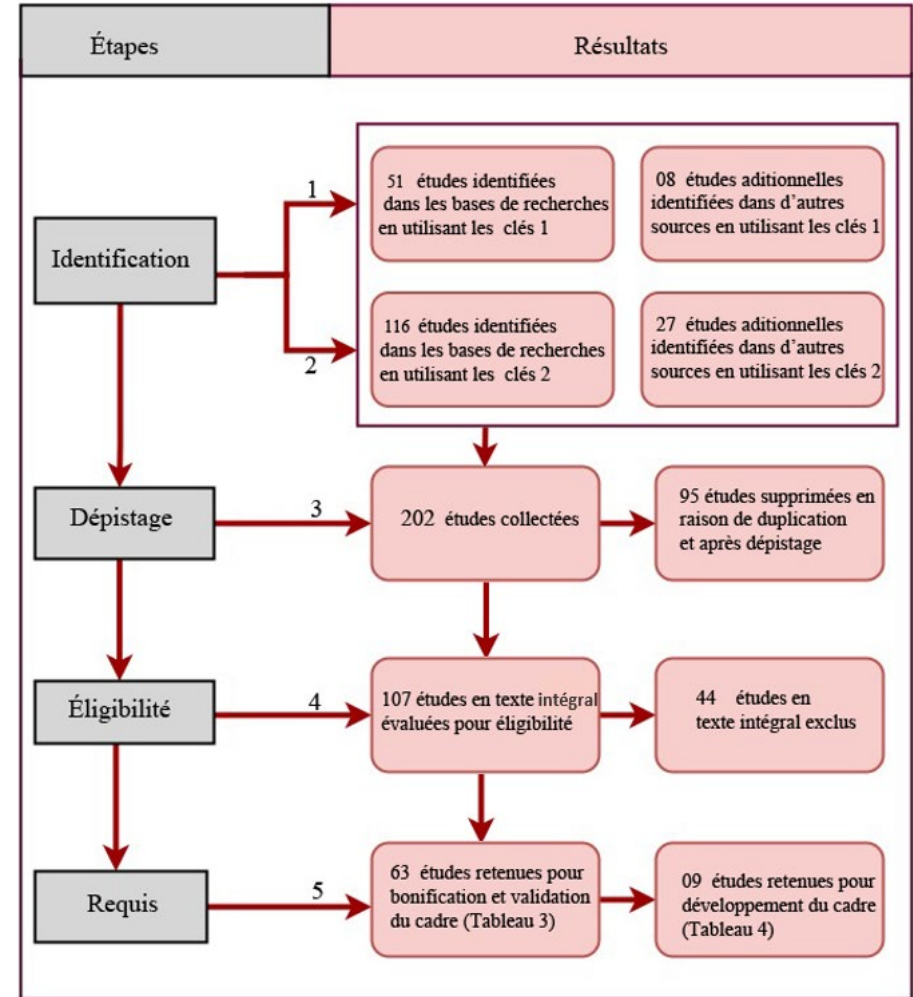 Étapes
Résultats
Identification
1
51 études identifiées
dans les bases de recherches
en utilisant les clés 1
08 études aditionnelles
identifiées dans d'autres
sources en utilisant les clés 1
2
116 études identifiées
dans les bases de recherches
en utilisant les clés 2
27 études aditionnelles
identifiées dans d'autres
sources en utilisant les clés 2
Dépistage
3
202 études collectées
95 études supprimées en
raison de duplication
et après dépistage
Éligibilité
4
107 études en texte intégral
évaluées pour éligibilité
44 études en
texte intégral exclus
Requis
5
63 études retenues pour
bonification et validation
du cadre (Tableau 3)
09 études retenues pour
développement du cadre
(Tableau 4)